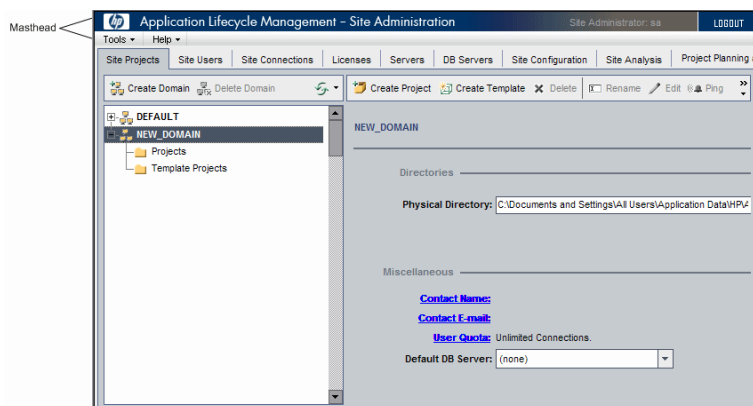 Masthead
hp Application Lifecycle Management – Site Administration Site Administrator: sa LOGOUT
Tools Help
Site Projects Site Users Site Connections Licenses Servers DB Servers Site Configuration Site Analysis Project Planning
Create Domain Delete Domain Create Project Create Template Delete Rename Edit Ping
DEFAULT
NEW_DOMAIN
Projects
Template Projects
NEW_DOMAIN
Directories
Physical Directory: C:\Documents and Settings\All Users\Application Data\HP\A
Miscellaneous
Contact Name:
Contact E-mail:
User Quota: Unlimited Connections.
Default DB Server: (none)